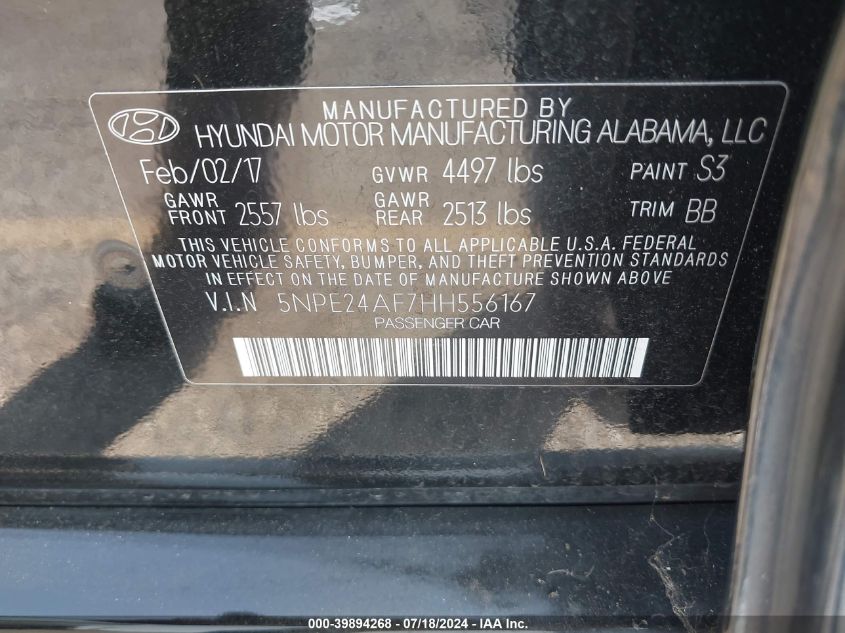 MANUFACTURED BY
HYUNDAI MOTOR MANUFACTURING ALABAMA, LLC
Feb/02/17 GVWR 4497 lbs PAINT S3
GAWR FRONT 2557 lbs GAWR REAR 2513 lbs TRIM BB
THIS VEHICLE CONFORMS TO ALL APPLICABLE U.S.A. FEDERAL
MOTOR VEHICLE SAFETY, BUMPER, AND THEFT PREVENTION STANDARDS
IN EFFECT ON THE DATE OF MANUFACTURE SHOWN ABOVE
V.I.N 5NPE24AF7HH556167
PASSENGER CAR
000-39894268 - 07/18/2024 - IAA Inc.